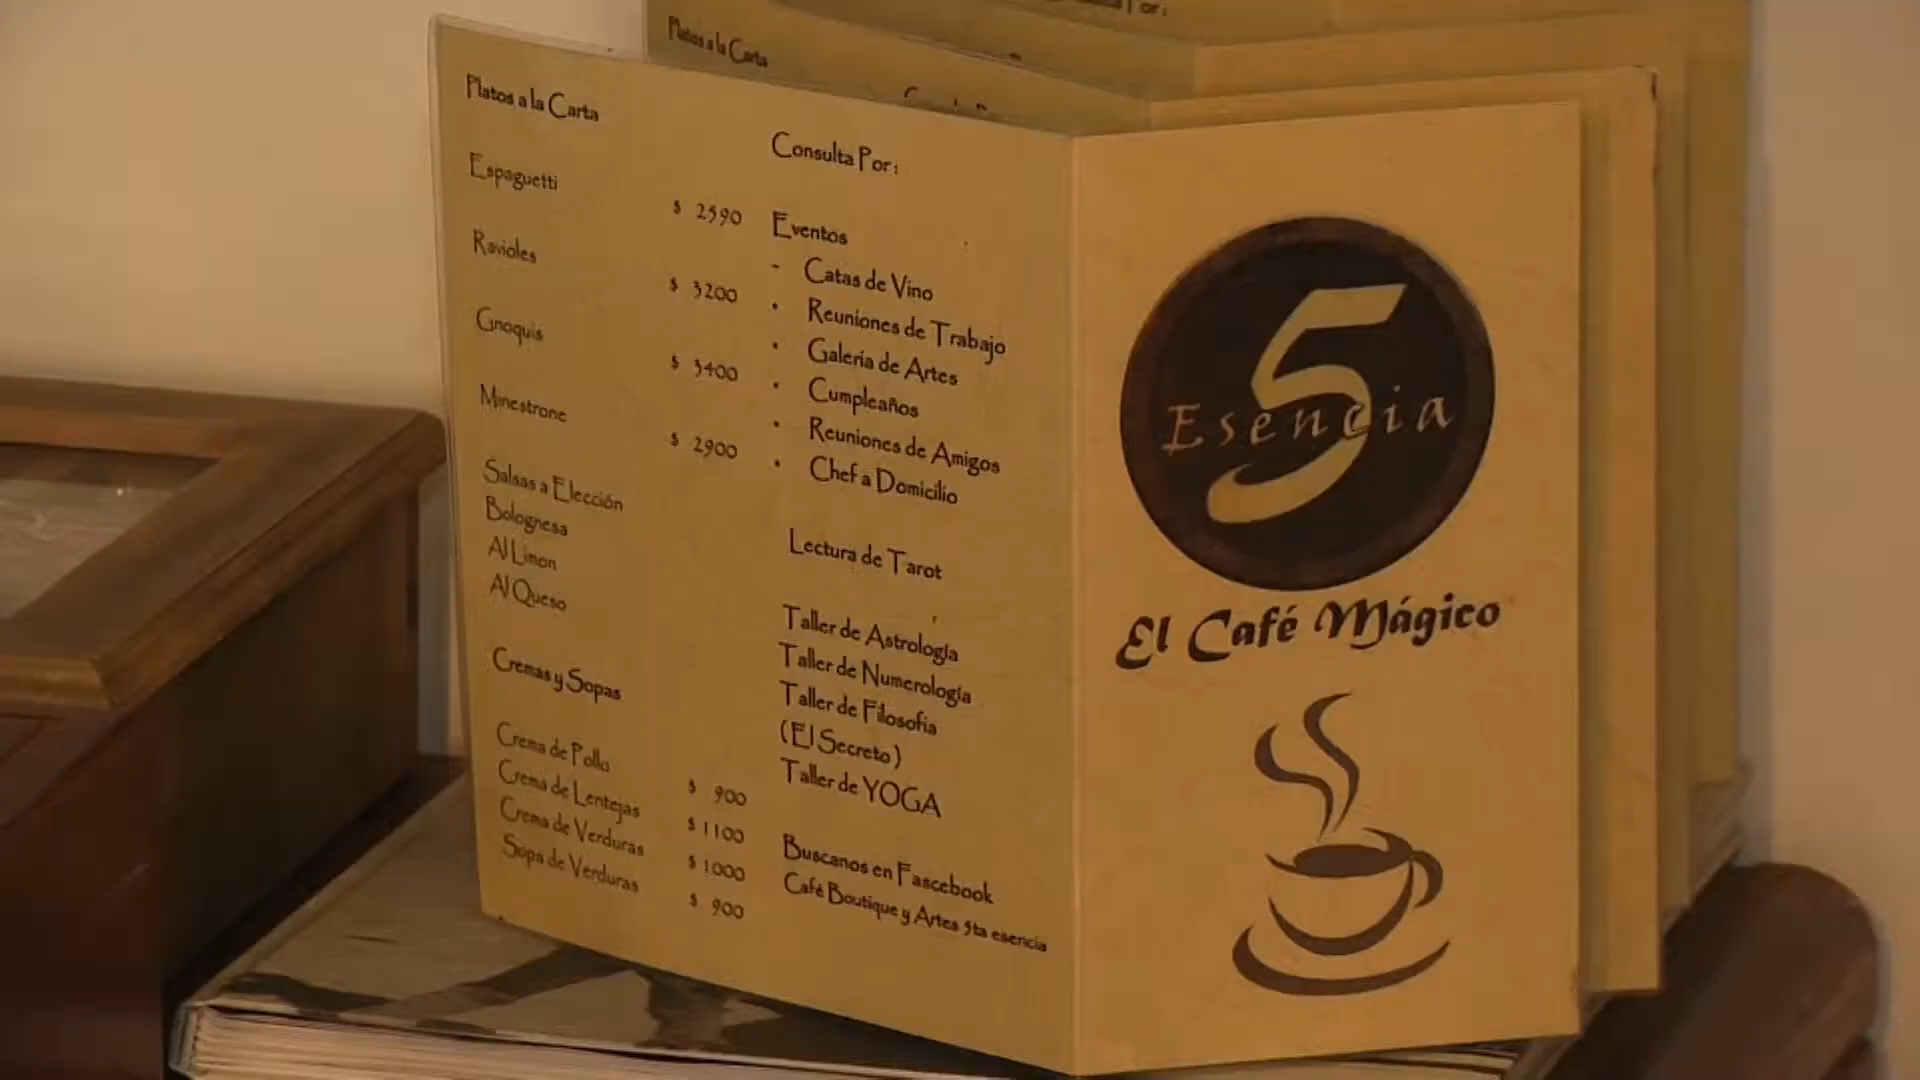 Platos a la Carta
Espaguetti
$ 2590
Ravioles
$ 3200
Gnoquis
$ 3400
Minestrone
$ 2900
Salsas a Elección
Bolognesa
Al Limon
Al Queso
Cremas y Sopas
Crema de Pollo
$ 900
Crema de Lentejas
$ 1100
Crema de Verduras
$ 1000
Sopa de Verduras
$ 900
Consulta Por:
Eventos
- Catas de Vino
• Reuniones de Trabajo
• Galería de Artes
• Cumpleaños
• Reuniones de Amigos
• Chef a Domicilio
Lectura de Tarot
Taller de Astrología
Taller de Numerología
Taller de Filosofia
(El Secreto)
Taller de YOGA
Buscanos en Fascebook
Café Boutique y Artes 5ta esencia
5
Esencia
El Café Mágico
Platos a la Carta